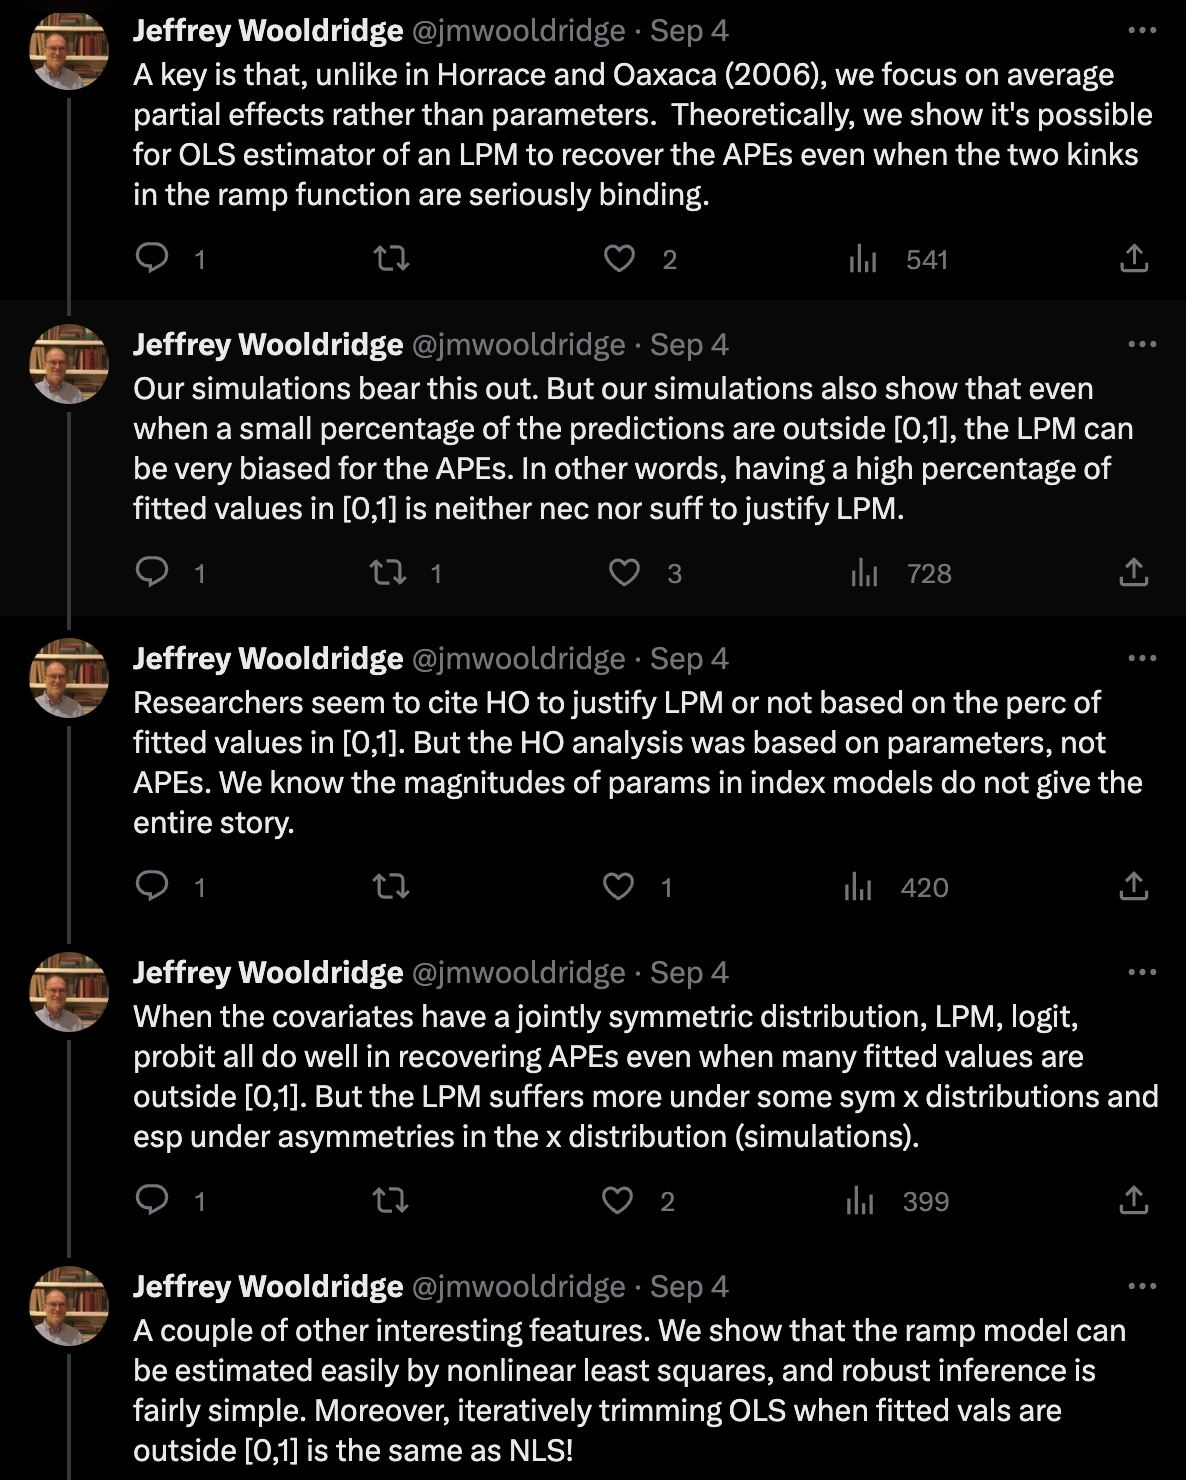 Jeffrey Wooldridge @jmwooldridge · Sep 4
A key is that, unlike in Horrace and Oaxaca (2006), we focus on average
partial effects rather than parameters.  Theoretically, we show it's possible
for OLS estimator of an LPM to recover the APEs even when the two kinks
in the ramp function are seriously binding.
1 2 541
Jeffrey Wooldridge @jmwooldridge · Sep 4
Our simulations bear this out. But our simulations also show that even
when a small percentage of the predictions are outside [0,1], the LPM can
be very biased for the APEs. In other words, having a high percentage of
fitted values in [0,1] is neither nec nor suff to justify LPM.
1 1 3 728
Jeffrey Wooldridge @jmwooldridge · Sep 4
Researchers seem to cite HO to justify LPM or not based on the perc of
fitted values in [0,1]. But the HO analysis was based on parameters, not
APEs. We know the magnitudes of params in index models do not give the
entire story.
1 1 420
Jeffrey Wooldridge @jmwooldridge · Sep 4
When the covariates have a jointly symmetric distribution, LPM, logit,
probit all do well in recovering APEs even when many fitted values are
outside [0,1]. But the LPM suffers more under some sym x distributions and
esp under asymmetries in the x distribution (simulations).
1 2 399
Jeffrey Wooldridge @jmwooldridge · Sep 4
A couple of other interesting features. We show that the ramp model can
be estimated easily by nonlinear least squares, and robust inference is
fairly simple. Moreover, iteratively trimming OLS when fitted vals are
outside [0,1] is the same as NLS!